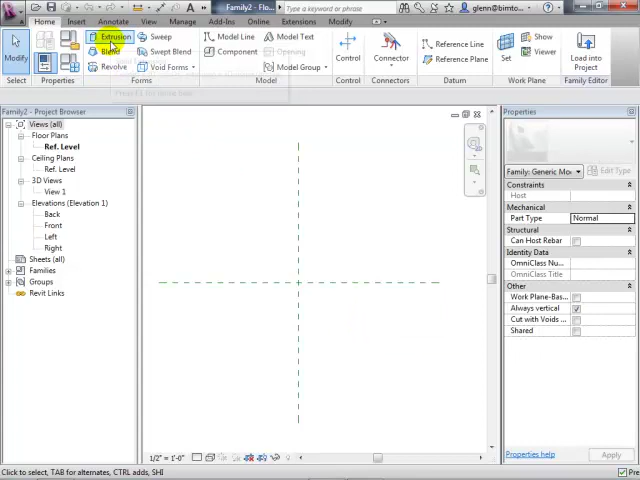 Family2 - Flo...
Type a keyword or phrase
Home Insert Annotate View Manage Add-Ins Online Extensions Modify
Modify
Extrusion
Blend
Revolve
Sweep
Swept Blend
Void Forms
Model Line
Component
Model Text
Opening
Model Group
Control
Connector
Reference Line
Reference Plane
Set
Show
Viewer
Load into
Project
Select Properties Forms Model Control Connectors Datum Work Plane Family Editor
Family2 - Project Browser
Views (all)
Floor Plans
Ref. Level
Ceiling Plans
Ref. Level
3D Views
View 1
Elevations (Elevation 1)
Back
Front
Left
Right
Sheets (all)
Families
Groups
Revit Links
Properties
Family: Generic Mo
Edit Type
Constraints
Host
Mechanical
Part Type Normal
Structural
Can Host Rebar
Identity Data
OmniClass Nu...
OmniClass Title
Other
Work Plane-Bas...
Always vertical
Cut with Voids ...
Shared
Properties help
Apply
1/2" = 1'-0"
Click to select, TAB for alternates, CTRL adds, SHI
Pre